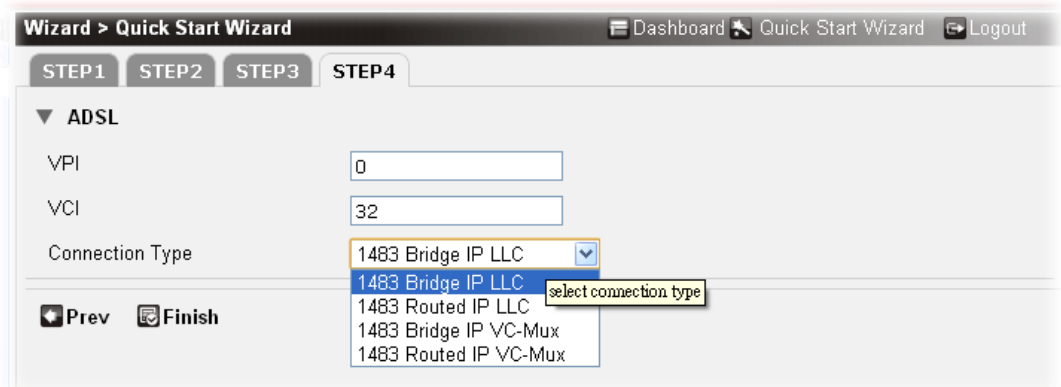 Wizard > Quick Start Wizard Dashboard Quick Start Wizard Logout
STEP1 STEP2 STEP3 STEP4
ADSL
VPI 0
VCI 32
Connection Type 1483 Bridge IP LLC
1483 Bridge IP LLC
select connection type
1483 Routed IP LLC
1483 Bridge IP VC-Mux
1483 Routed IP VC-Mux
Prev Finish